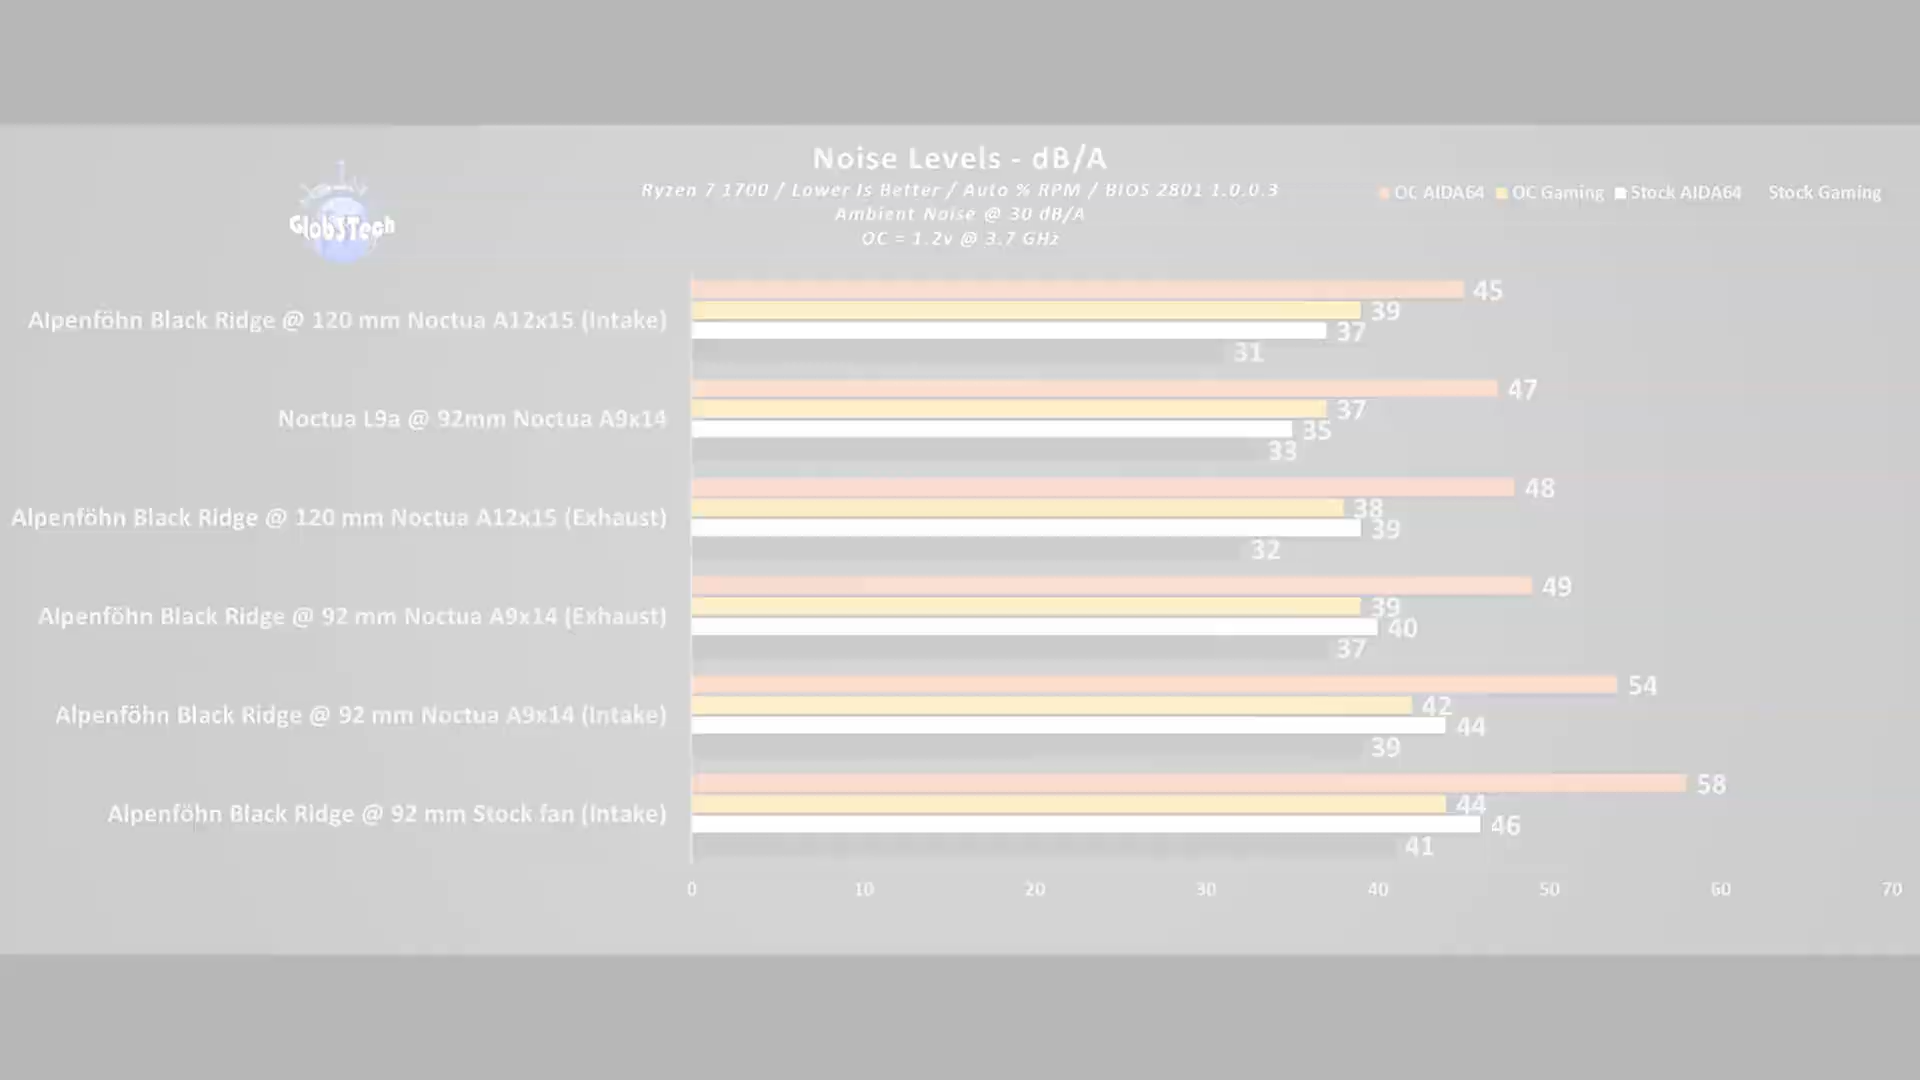 Noise Levels - dB/A
Ryzen 7 1700 / Lower Is Better / Auto % RPM / BIOS 2801 1.0.0.3
Ambient Noise @ 30 dB/A
OC = 1.2v @ 3.7 GHz
GlobSTech
OC AIDA64 OC Gaming Stock AIDA64 Stock Gaming
Alpenföhn Black Ridge @ 120 mm Noctua A12x15 (Intake)
45
39
37
31
Noctua L9a @ 92mm Noctua A9x14
47
37
35
33
Alpenföhn Black Ridge @ 120 mm Noctua A12x15 (Exhaust)
48
38
39
32
Alpenföhn Black Ridge @ 92 mm Noctua A9x14 (Exhaust)
49
39
40
37
Alpenföhn Black Ridge @ 92 mm Noctua A9x14 (Intake)
54
42
44
39
Alpenföhn Black Ridge @ 92 mm Stock fan (Intake)
58
44
46
41
0 10 20 30 40 50 60 70